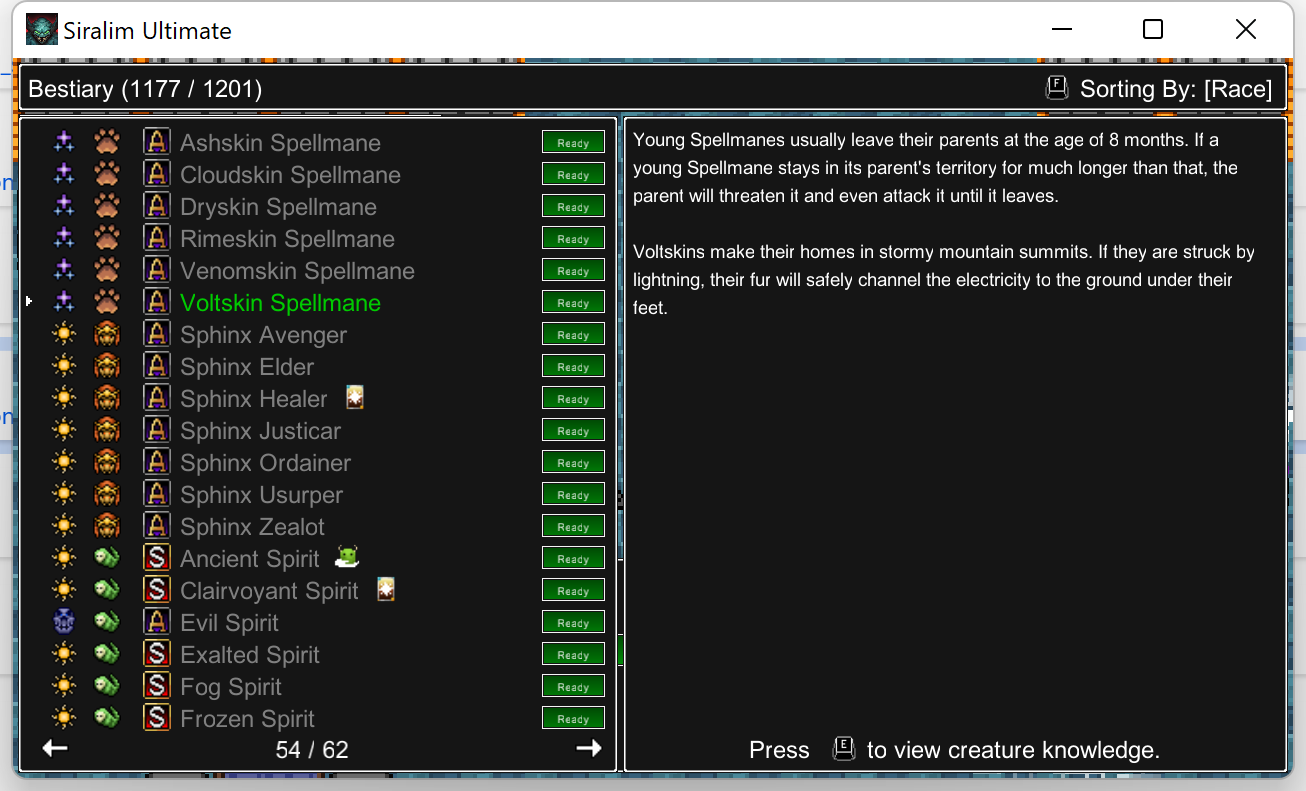 Siralim Ultimate
Bestiary (1177 / 1201)
F Sorting By: [Race]
A Ashskin Spellmane Ready
A Cloudskin Spellmane Ready
A Dryskin Spellmane Ready
A Rimeskin Spellmane Ready
A Venomskin Spellmane Ready
A Voltskin Spellmane Ready
A Sphinx Avenger Ready
A Sphinx Elder Ready
A Sphinx Healer Ready
A Sphinx Justicar Ready
A Sphinx Ordainer Ready
A Sphinx Usurper Ready
A Sphinx Zealot Ready
S Ancient Spirit Ready
S Clairvoyant Spirit Ready
A Evil Spirit Ready
S Exalted Spirit Ready
S Fog Spirit Ready
S Frozen Spirit Ready
54 / 62
Young Spellmanes usually leave their parents at the age of 8 months. If a
young Spellmane stays in its parent's territory for much longer than that, the
parent will threaten it and even attack it until it leaves.
Voltskins make their homes in stormy mountain summits. If they are struck by
lightning, their fur will safely channel the electricity to the ground under their
feet.
Press E to view creature knowledge.